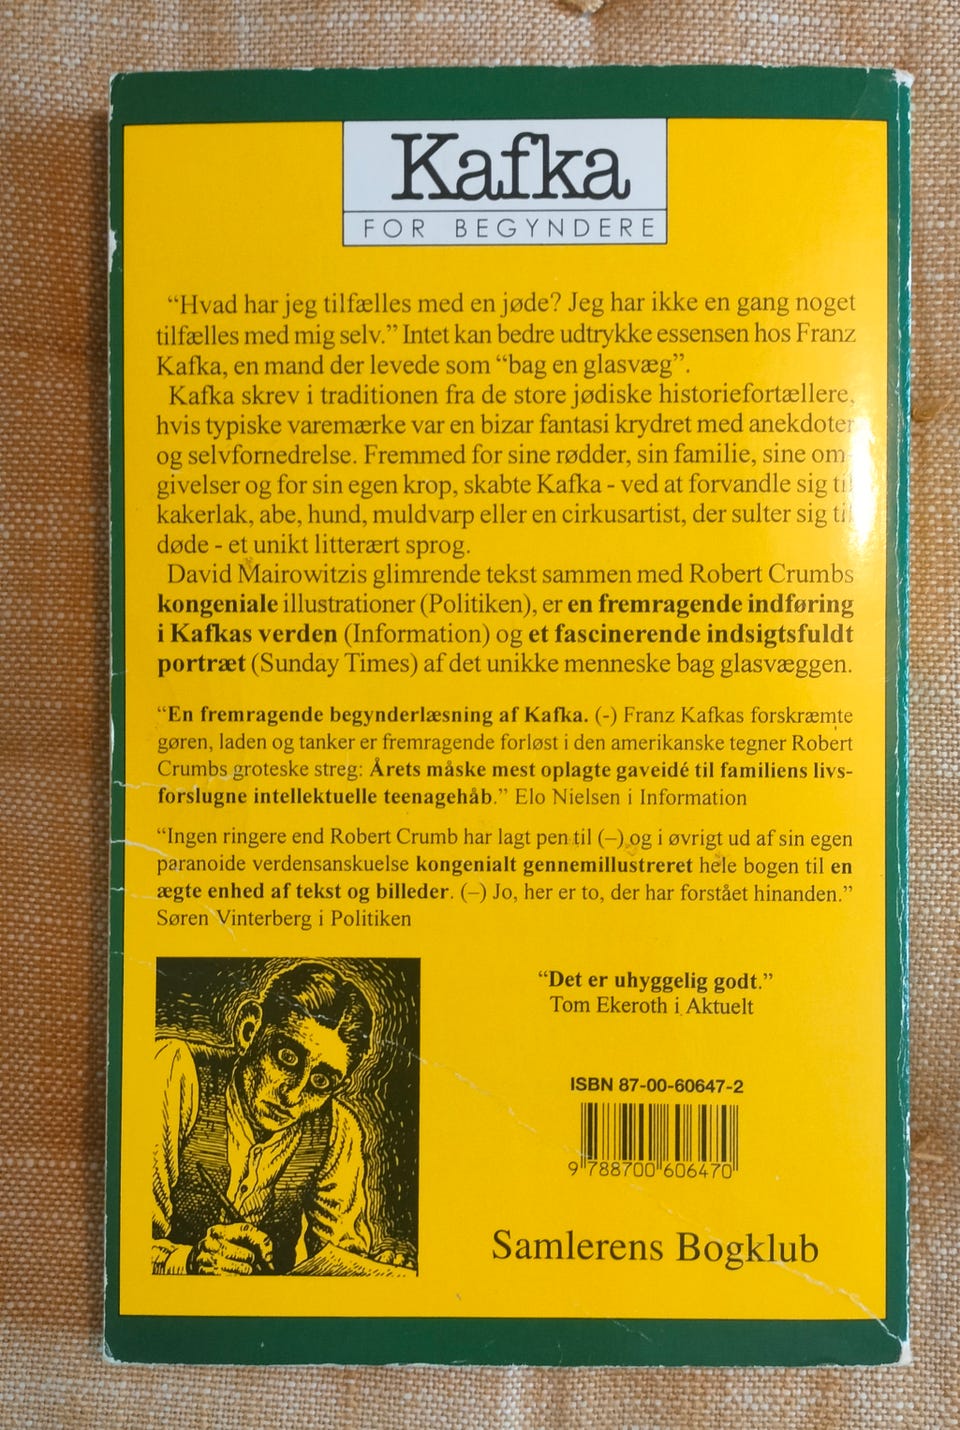 Kafka
FOR BEGYNDERE
“Hvad har jeg tilfælles med en jøde? Jeg har ikke en gang noget
tilfælles med mig selv.” Intet kan bedre udtrykke essensen hos Franz
Kafka, en mand der levede som “bag en glasvæg”.
Kafka skrev i traditionen fra de store jødiske historiefortællere,
hvis typiske varemærke var en bizar fantasi krydret med anekdoter
og selvfornedrelse. Fremmed for sine rødder, sin familie, sine om-
givelser og for sin egen krop, skabte Kafka - ved at forvandle sig til
kakerlak, abe, hund, muldvarp eller en cirkusartist, der sulter sig til
døde - et unikt litterært sprog.
David Mairowitzis glimrende tekst sammen med Robert Crumbs
kongeniale illustrationer (Politiken), er en fremragende indføring
i Kafkas verden (Information) og et fascinerende indsigtsfuldt
portræt (Sunday Times) af det unikke menneske bag glasvæggen.
“En fremragende begynderlæsning af Kafka. (-) Franz Kafkas forskræmte
gøren, laden og tanker er fremragende forløst i den amerikanske tegner Robert
Crumbs groteske streg: Årets måske mest oplagte gaveidé til familiens livs-
forslugne intellektuelle teenagehåb.” Elo Nielsen i Information
“Ingen ringere end Robert Crumb har lagt pen til (–) og i øvrigt ud af sin egen
paranoide verdensanskuelse kongenialt gennemillustreret hele bogen til en
ægte enhed af tekst og billeder. (–) Jo, her er to, der har forstået hinanden.”
Søren Vinterberg i Politiken
“Det er uhyggelig godt.”
Tom Ekeroth i Aktuelt
ISBN 87-00-60647-2
9 788700 606470
Samlerens Bogklub